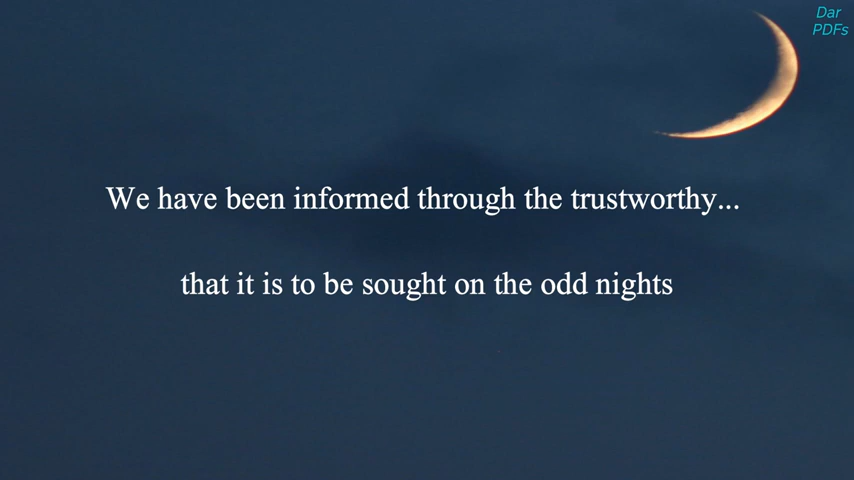 Dar
PDFs
We have been informed through the trustworthy...
that it is to be sought on the odd nights